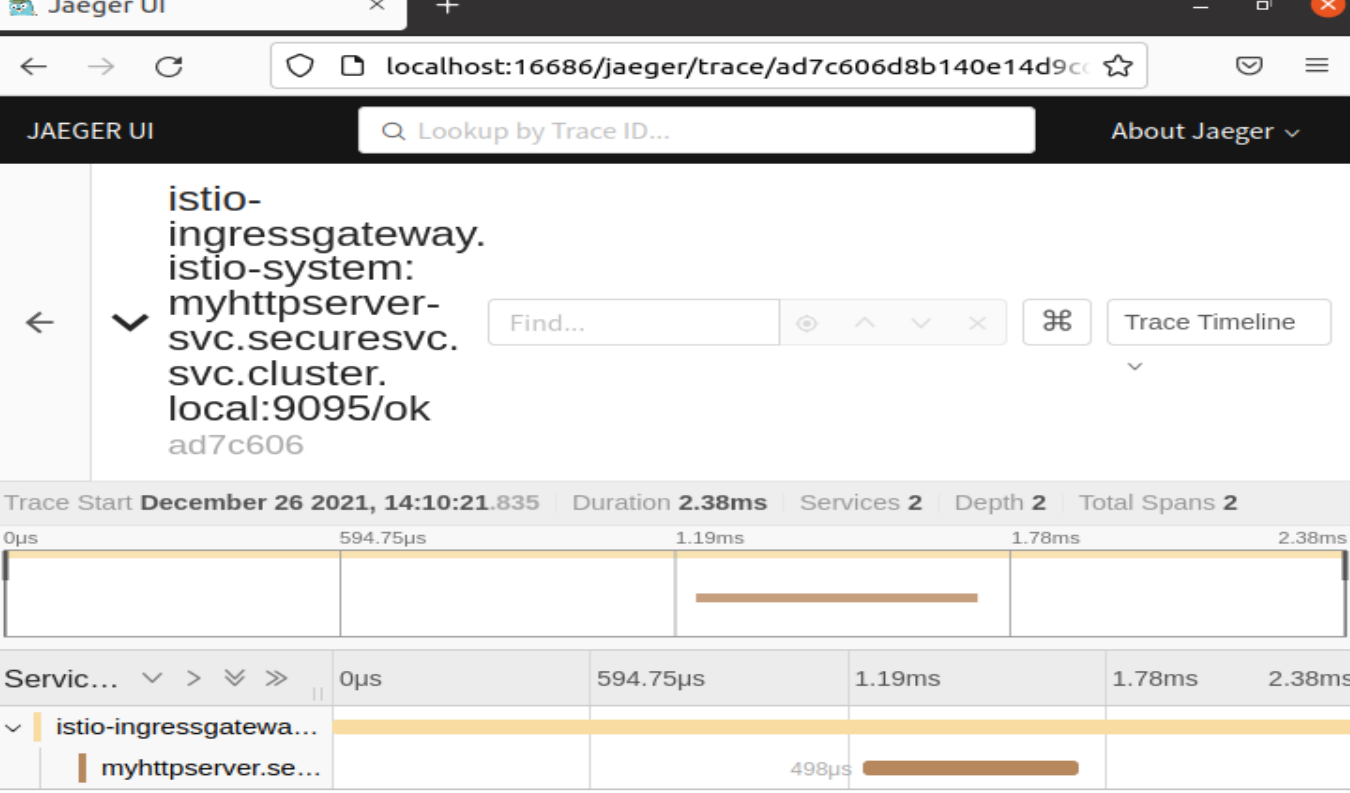 Jaeger UI
localhost:16686/jaeger/trace/ad7c606d8b140e14d9c
JAEGER UI
Lookup by Trace ID...
About Jaeger
istio-
ingressgateway.
istio-system:
myhttpserver-
svc.securesvc.
svc.cluster.
local:9095/ok
ad7c606
Find...
Trace Timeline
Trace Start December 26 2021, 14:10:21.835 Duration 2.38ms Services 2 Depth 2 Total Spans 2
0μs 594.75μs 1.19ms 1.78ms 2.38ms
Servic... 0μs 594.75μs 1.19ms 1.78ms 2.38ms
istio-ingressgatewa...
myhttpserver.se... 498μs